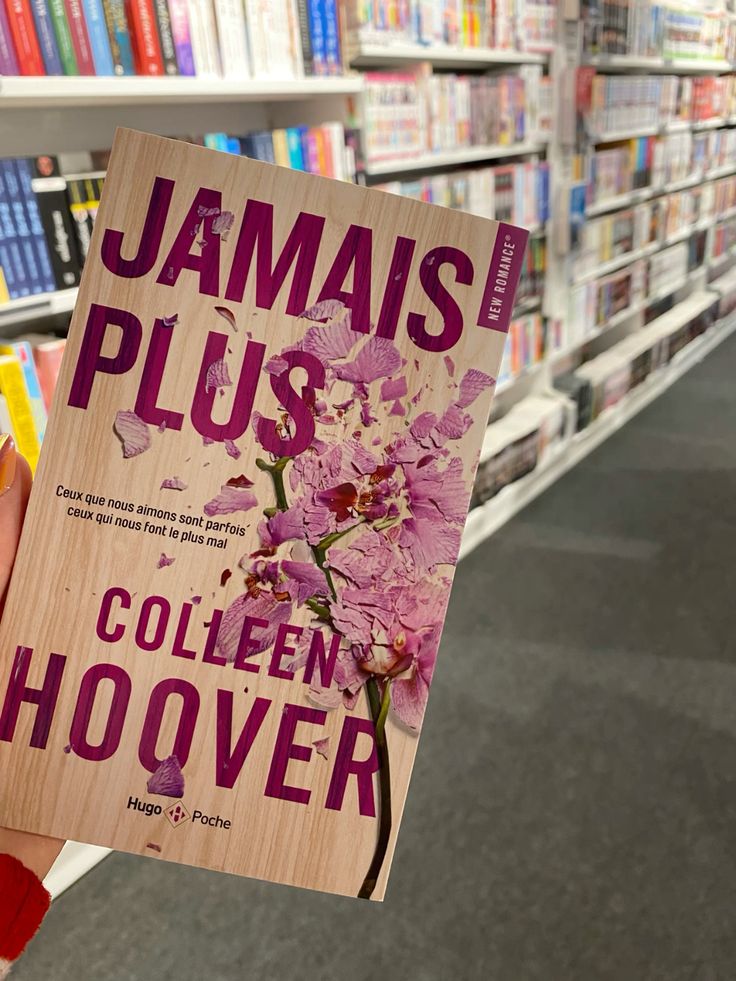 JAMAIS
PLUS
NEW ROMANCE®
Ceux que nous aimons sont parfois
ceux qui nous font le plus mal
COLLEEN
HOOVER
Hugo Poche